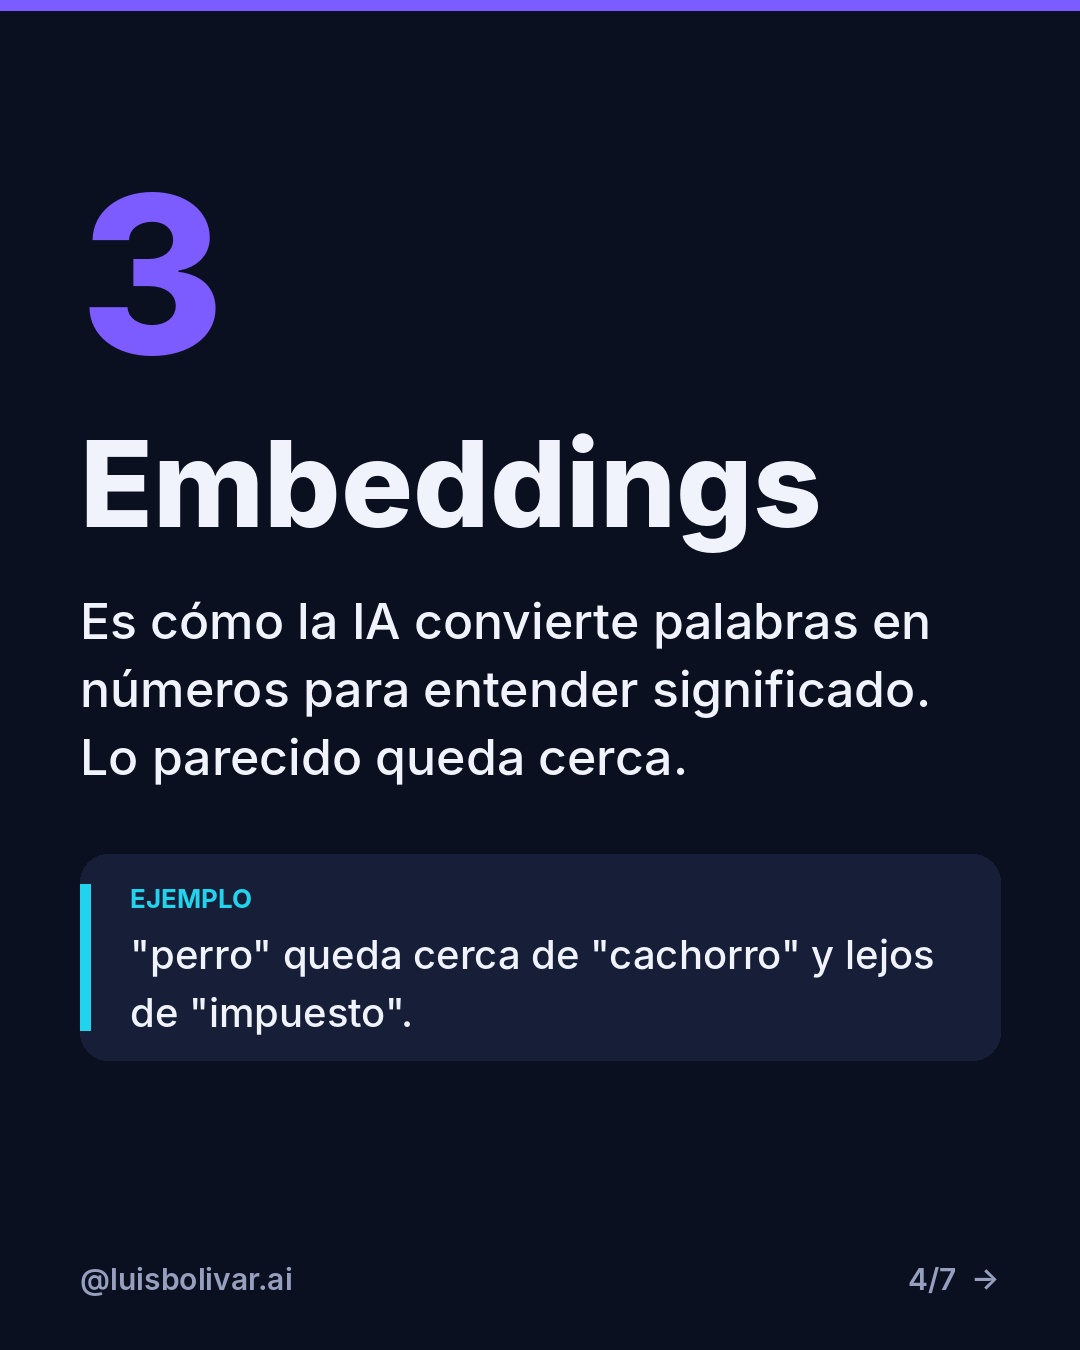 3
Embeddings
Es cómo la IA convierte palabras en
números para entender significado.
Lo parecido queda cerca.
EJEMPLO
"perro" queda cerca de "cachorro" y lejos
de "impuesto".
@luisbolivar.ai
4/7 →